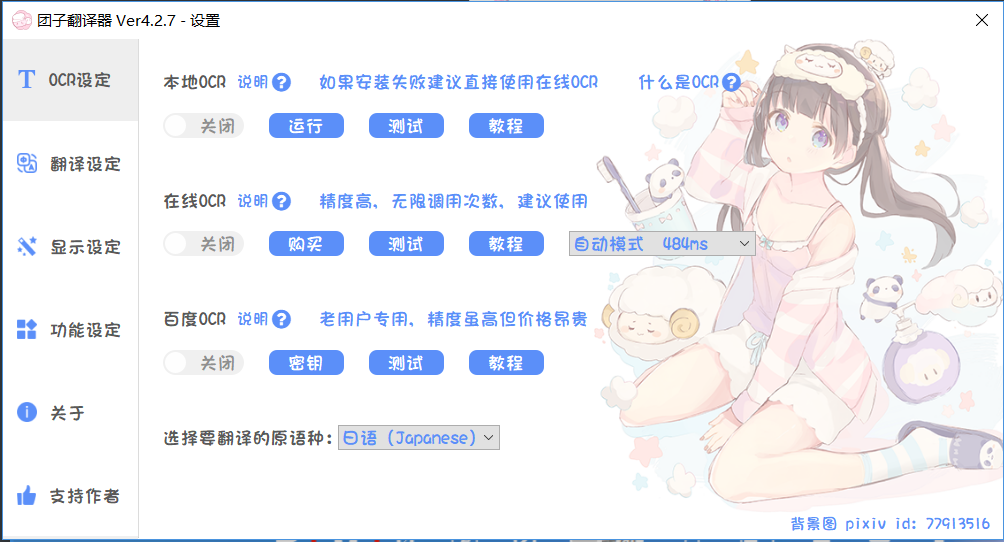 团子翻译器 Ver4.2.7 - 设置
OCR设定
翻译设定
显示设定
功能设定
关于
支持作者
本地OCR 说明 ? 如果安装失败建议直接使用在线OCR 什么是OCR ?
关闭 运行 测试 教程
在线OCR 说明 ? 精度高, 无限调用次数, 建议使用
关闭 购买 测试 教程 自动模式 484ms
百度OCR 说明 ? 老用户专用, 精度虽高但价格昂贵
关闭 密钥 测试 教程
选择要翻译的原语种: 日语 (Japanese)
背景图 pixiv id: 77913516